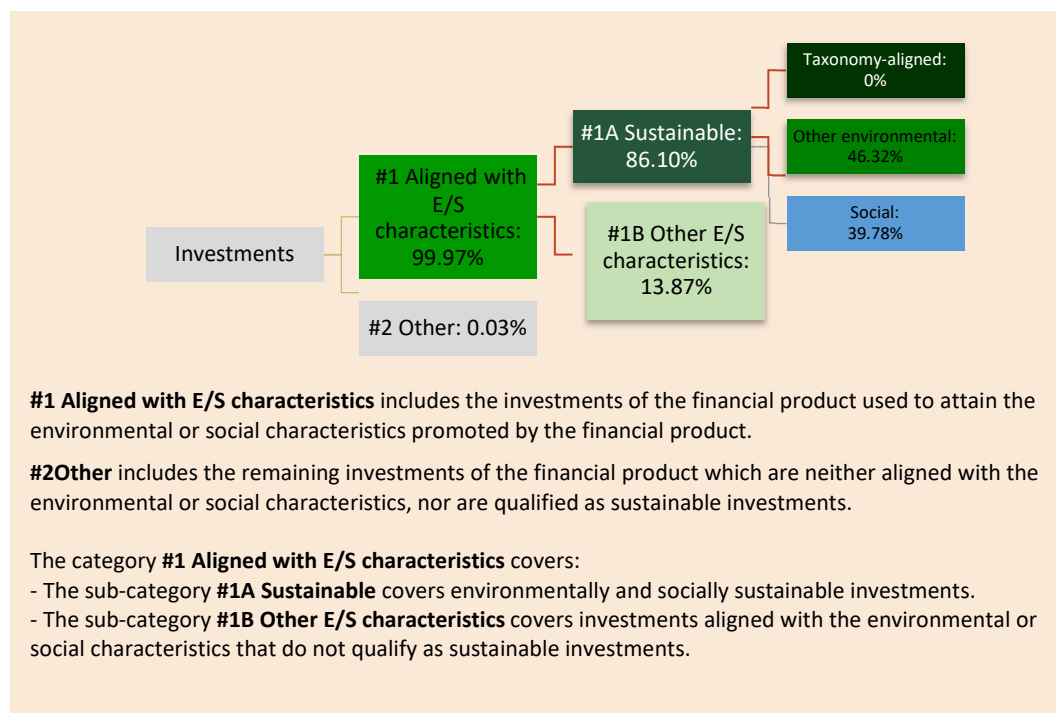 Taxonomy-aligned:
0%
#1A Sustainable:
86.10%
Other environmental:
46.32%
#1 Aligned with
E/S
characteristics:
99.97%
Social:
39.78%
#1B Other E/S
characteristics:
13.87%
Investments
#2 Other: 0.03%
#1 Aligned with E/S characteristics includes the investments of the financial product used to attain the
environmental or social characteristics promoted by the financial product.
#2Other includes the remaining investments of the financial product which are neither aligned with the
environmental or social characteristics, nor are qualified as sustainable investments.
The category #1 Aligned with E/S characteristics covers:
- The sub-category #1A Sustainable covers environmentally and socially sustainable investments.
- The sub-category #1B Other E/S characteristics covers investments aligned with the environmental or
social characteristics that do not qualify as sustainable investments.